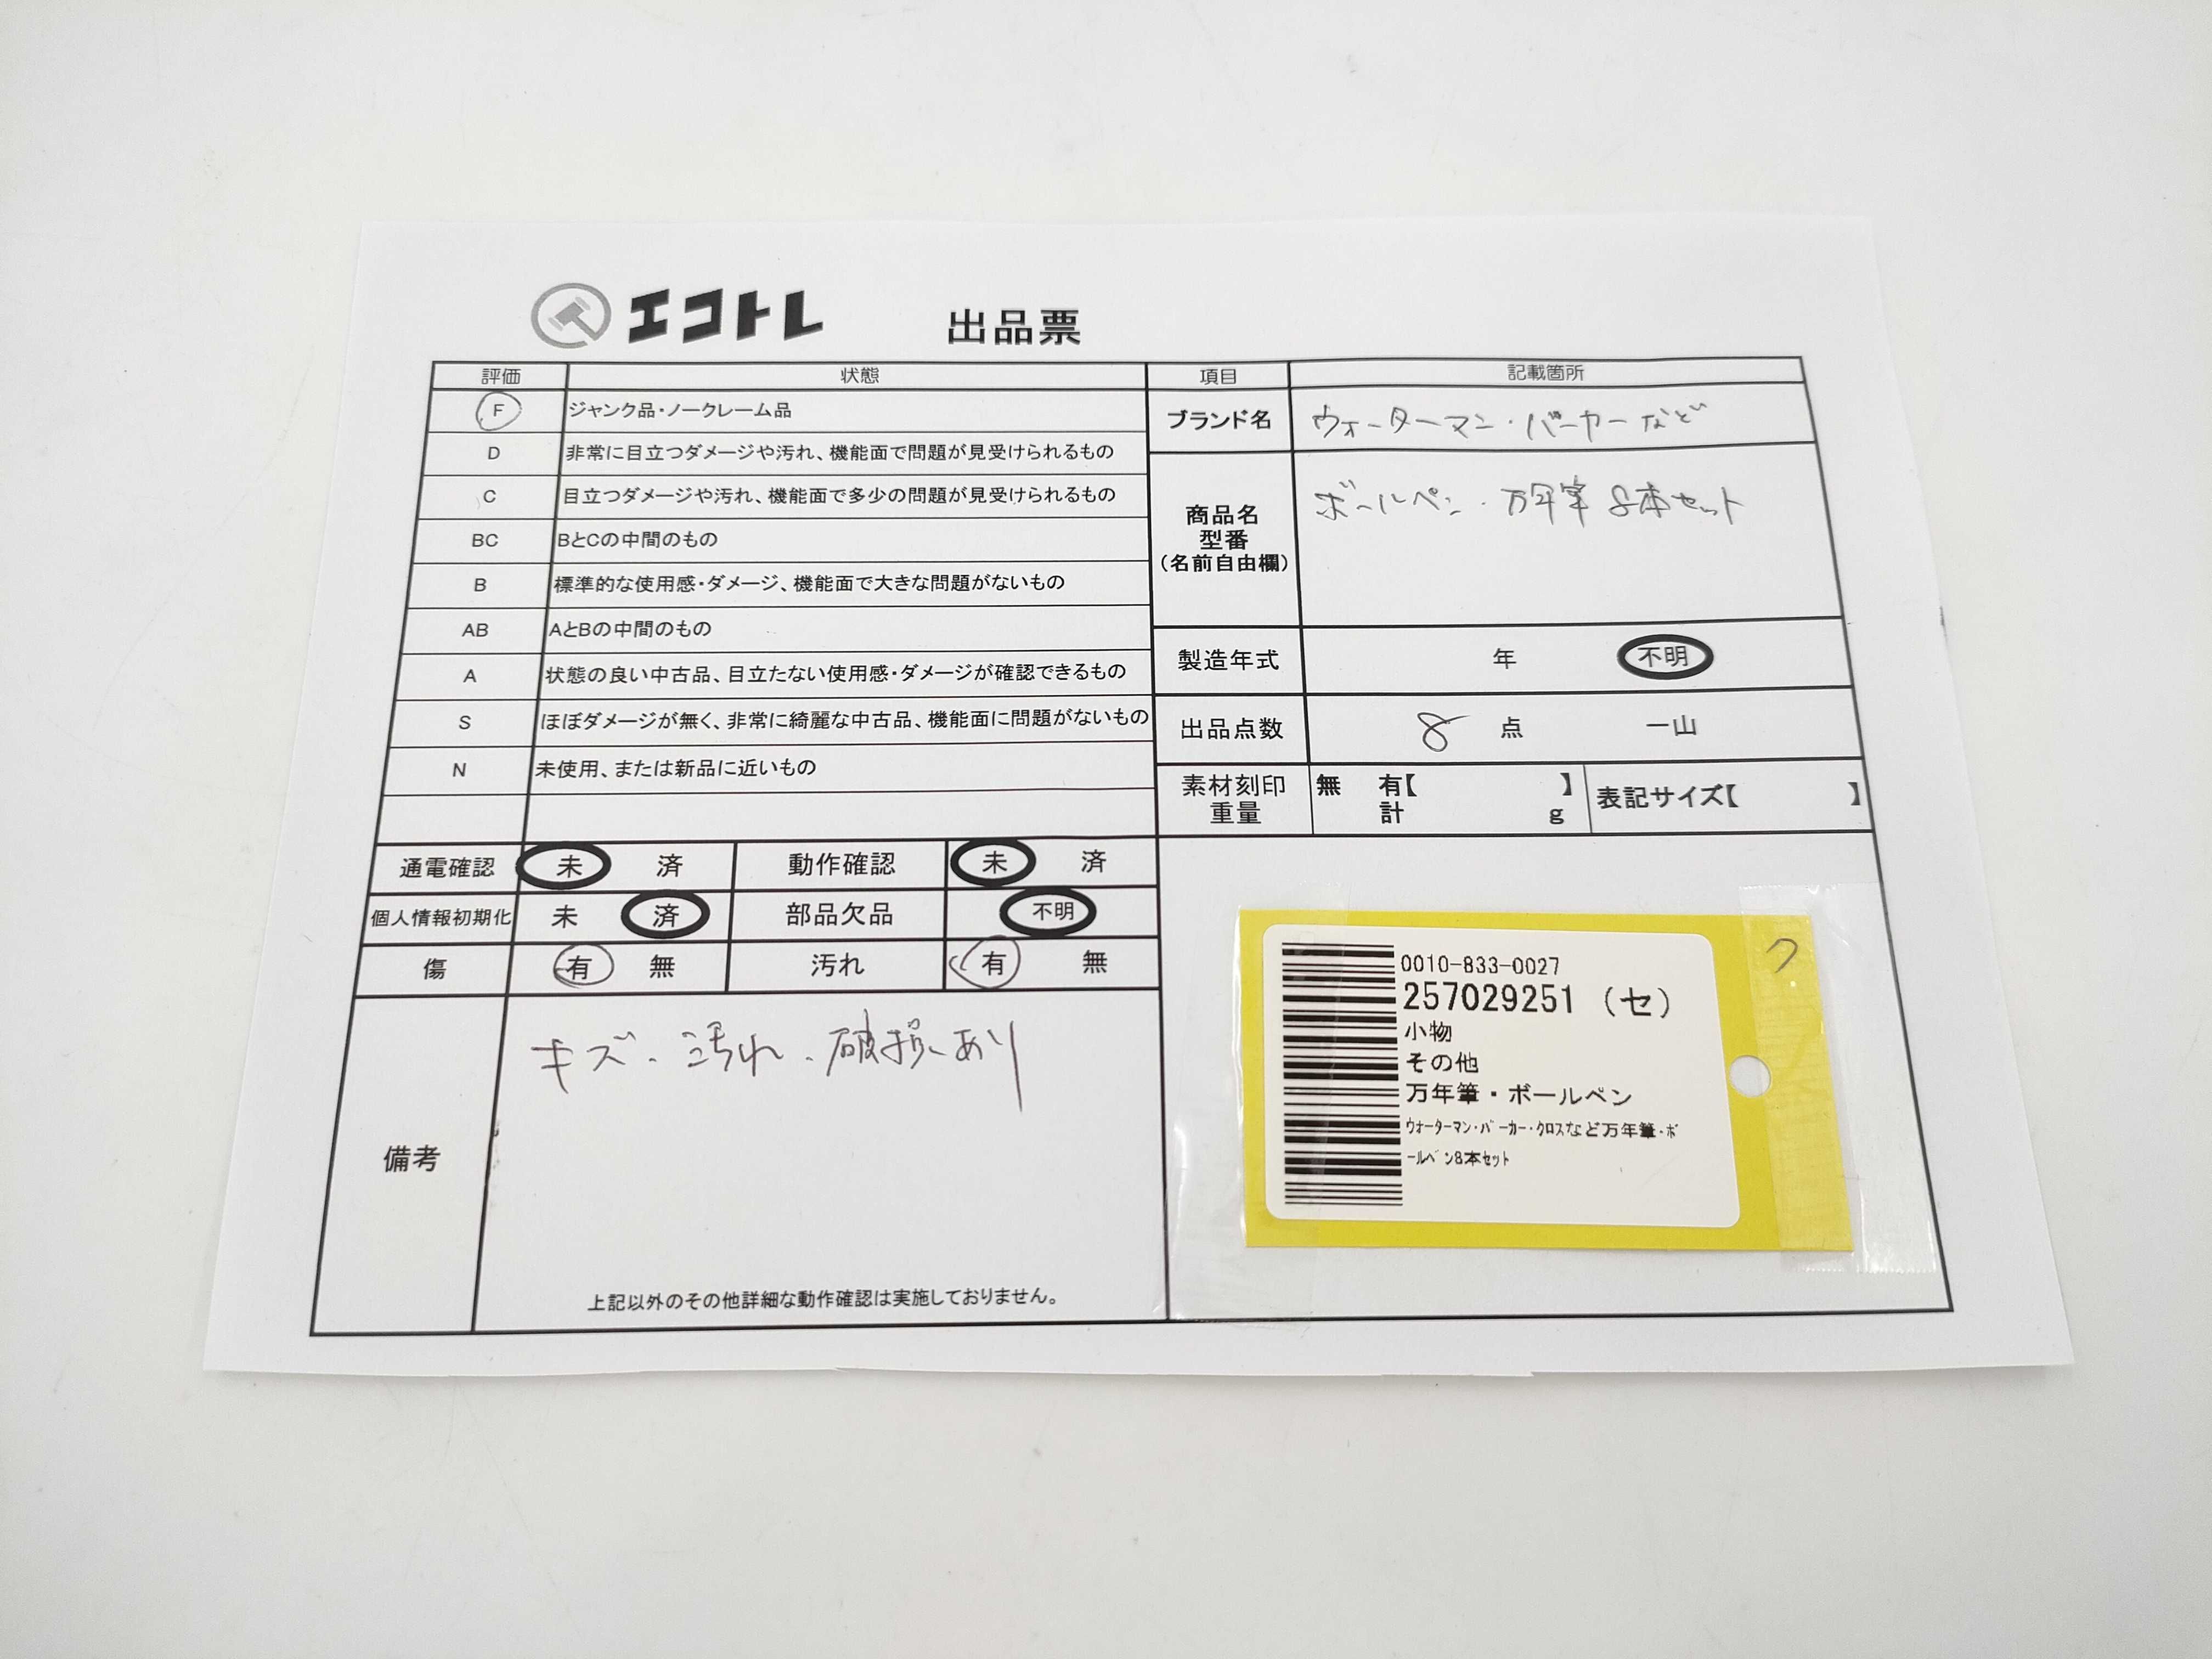 エコトレ 出品票
評価 状態 項目 記載箇所
F ジャンク品・ノークレーム品
D 非常に目立つダメージや汚れ、機能面で問題が見受けられるもの
C 目立つダメージや汚れ、機能面で多少の問題が見受けられるもの
BC BとCの中間のもの
B 標準的な使用感・ダメージ、機能面で大きな問題がないもの
AB AとBの中間のもの
A 状態の良い中古品、目立たない使用感・ダメージが確認できるもの
S ほぼダメージが無く、非常に綺麗な中古品、機能面に問題がないもの
N 未使用、または新品に近いもの
ブランド名 ウォーターマン・パーカーなど
商品名
型番
(名前自由欄)
ボールペン・万年筆 8本セット
製造年式 年 不明
出品点数 8 点 一山
素材刻印 無 有【 】 表記サイズ【 】
重量 計 g
通電確認 未 済 動作確認 未 済
個人情報初期化 未 済 部品欠品 不明
傷 有 無 汚れ 有 無
備考
キズ・汚れ・破損あり
上記以外のその他詳細な動作確認は実施しておりません。
ク
0010-833-0027
257029251 (セ)
小物
その他
万年筆・ボールペン
ウォーターマン・パーカー・クロスなど万年筆・ボ
ールペン8本セット